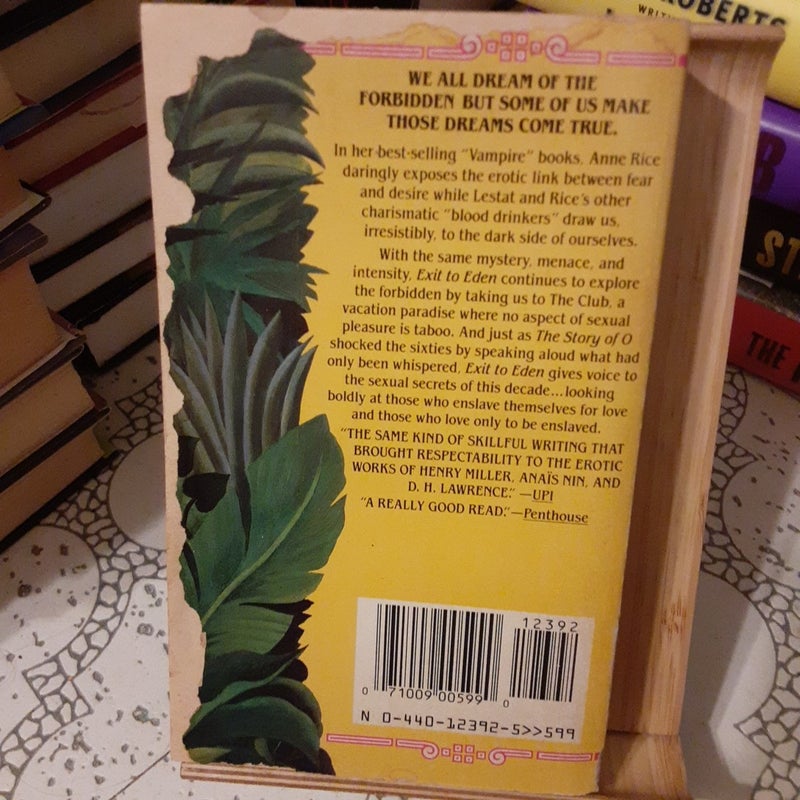 ROBERTS
WE ALL DREAM OF THE
FORBIDDEN BUT SOME OF US MAKE
THOSE DREAMS COME TRUE.
In her best-selling "Vampire" books, Anne Rice
daringly exposes the erotic link between fear
and desire while Lestat and Rice's other
charismatic "blood drinkers" draw us,
irresistibly, to the dark side of ourselves.
With the same mystery, menace, and
intensity, Exit to Eden continues to explore
the forbidden by taking us to The Club, a
vacation paradise where no aspect of sexual
pleasure is taboo. And just as The Story of O
shocked the sixties by speaking aloud what had
only been whispered, Exit to Eden gives voice to
the sexual secrets of this decade...looking
boldly at those who enslave themselves for love
and those who love only to be enslaved.
"THE SAME KIND OF SKILLFUL WRITING THAT
BROUGHT RESPECTABILITY TO THE EROTIC
WORKS OF HENRY MILLER, ANAÏS NIN, AND
D. H. LAWRENCE." —UPI
"A REALLY GOOD READ."—Penthouse
12392
0 71009 00599 0
N 0-440-12392-5>>599
THE